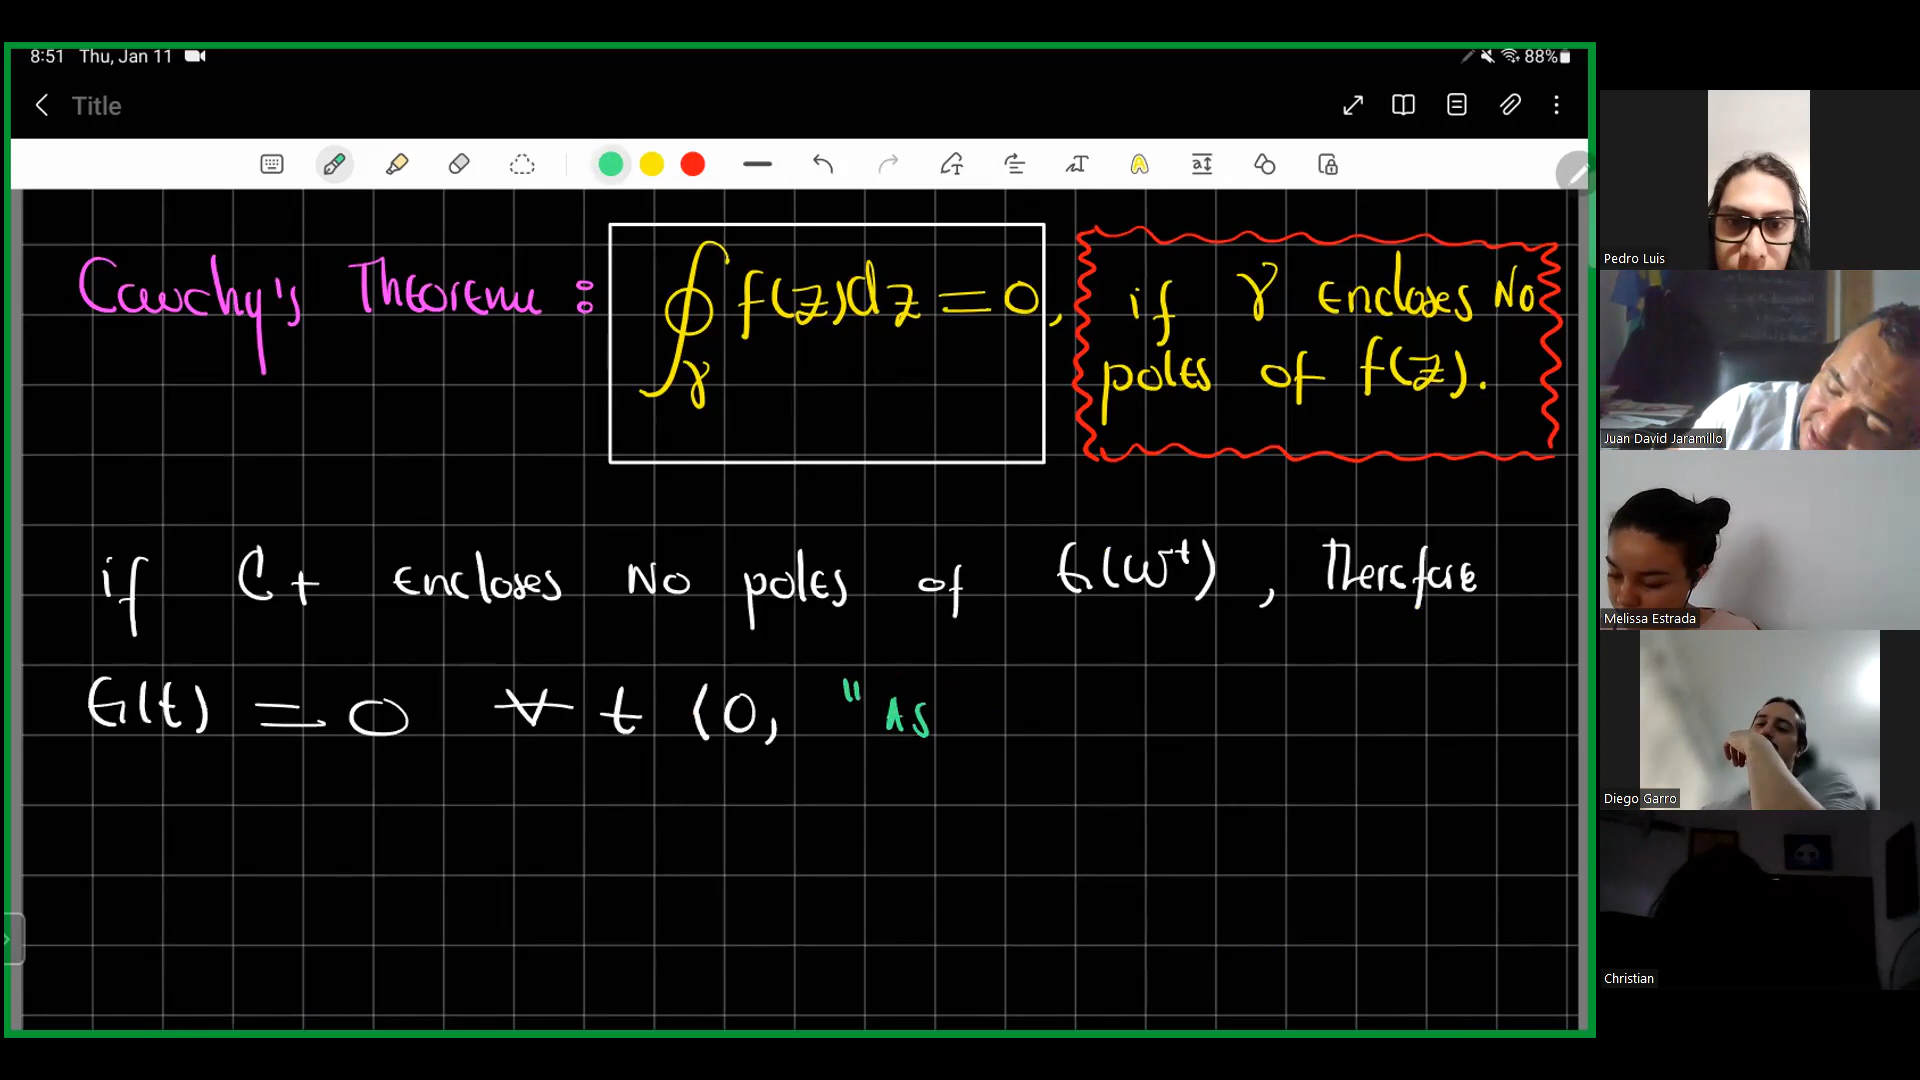 8:51 Thu, Jan 11
88%
Title
Cauchy's Theorem : ∮γ f(z)dz = 0, if γ encloses No
poles of f(z).
if C+ encloses No poles of G(ω⁺) , Therefore
G(t) = 0 ∀ t < 0, "As
Pedro Luis
Juan David Jaramillo
Melissa Estrada
Diego Garro
Christian